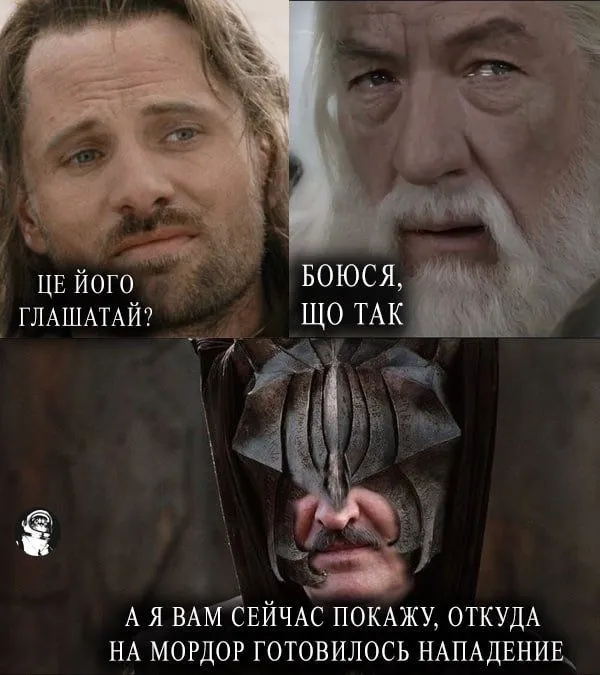 ЦЕ ЙОГО
ГЛАШАТАЙ?
БОЮСЯ,
ЩО ТАК
А Я ВАМ СЕЙЧАС ПОКАЖУ, ОТКУДА
НА МОРДОР ГОТОВИЛОСЬ НАПАДЕНИЕ